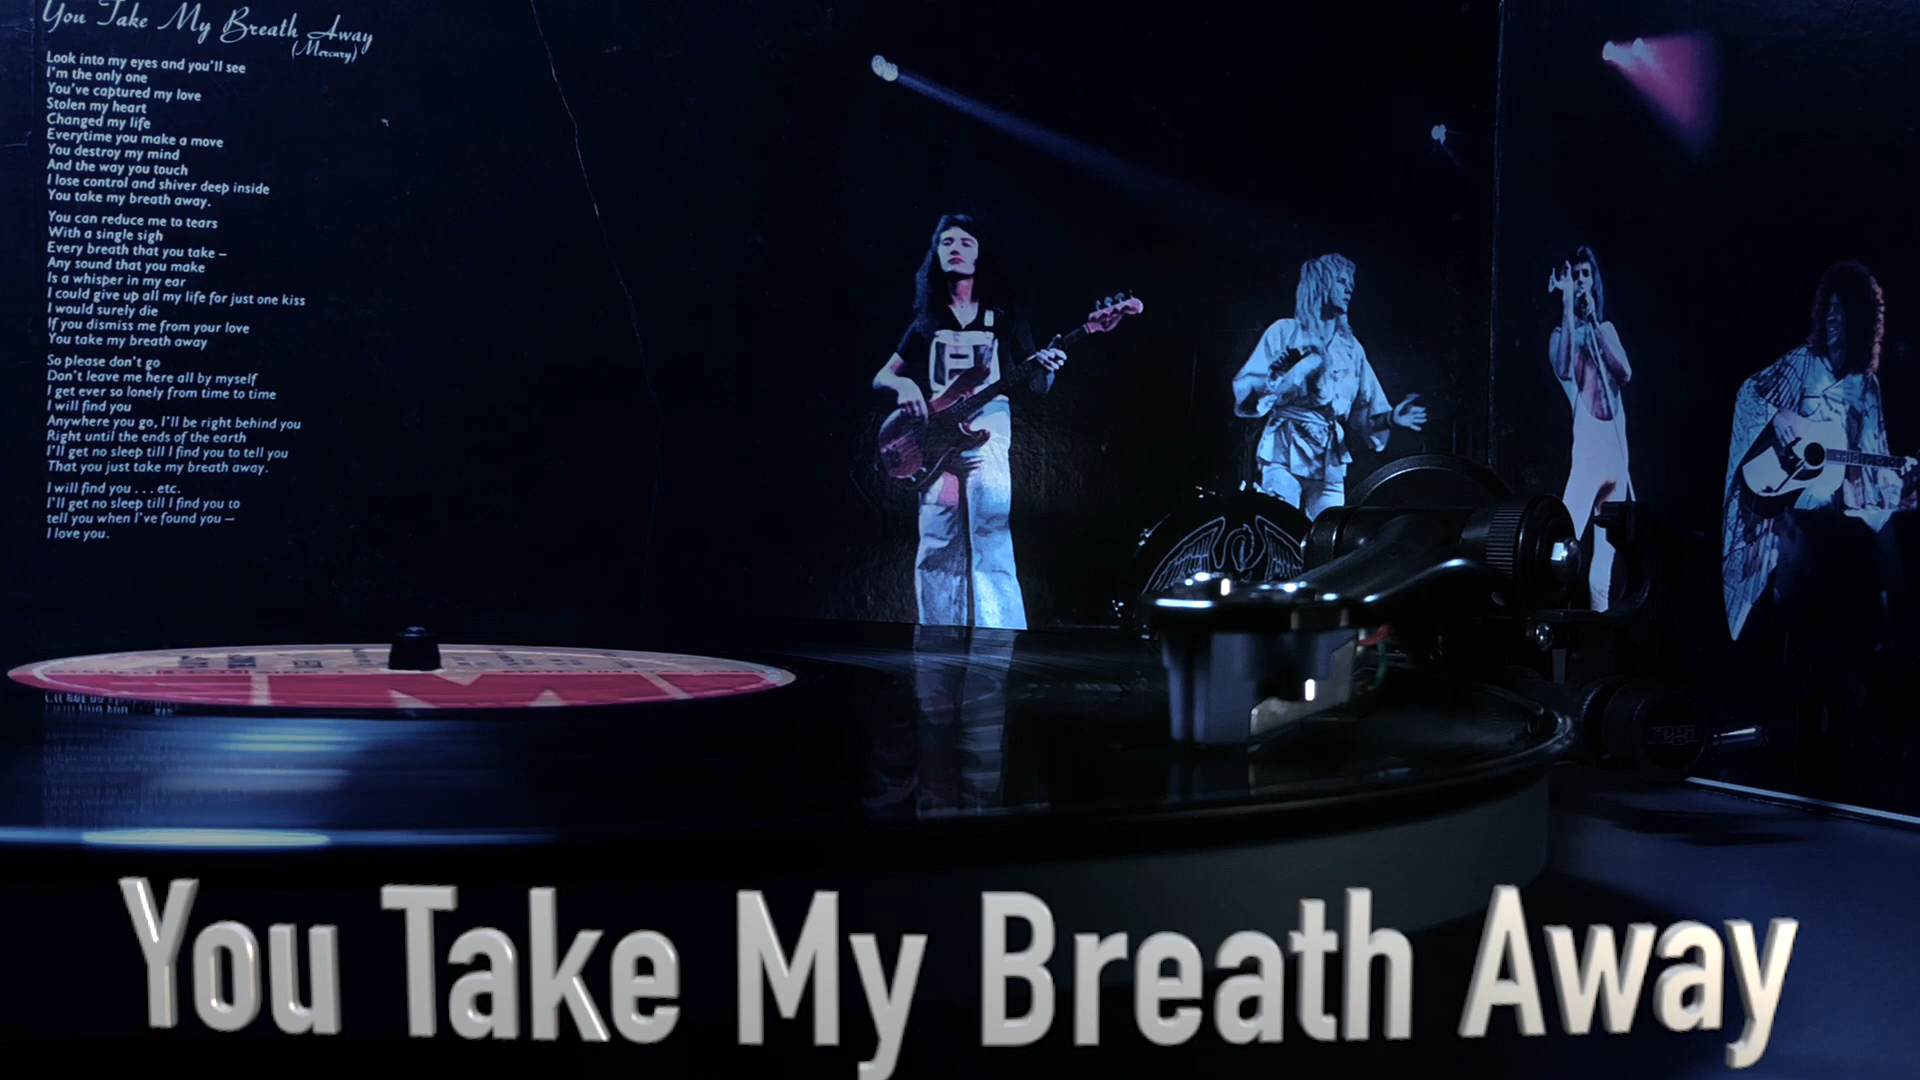 You Take My Breath Away
(Mercury)
Look into my eyes and you'll see
I'm the only one
You've captured my love
Stolen my heart
Changed my life
Everytime you make a move
You destroy my mind
And the way you touch
I lose control and shiver deep inside
You take my breath away.
You can reduce me to tears
With a single sigh
Every breath that you take –
Any sound that you make
Is a whisper in my ear
I could give up all my life for just one kiss
I would surely die
If you dismiss me from your love
You take my breath away
So please don't go
Don't leave me here all by myself
I get ever so lonely from time to time
I will find you
Anywhere you go, I'll be right behind you
Right until the ends of the earth
I'll get no sleep till I find you to tell you
That you just take my breath away.
I will find you . . . etc.
I'll get no sleep till I find you to
tell you when I've found you –
I love you.
rega
You Take My Breath Away